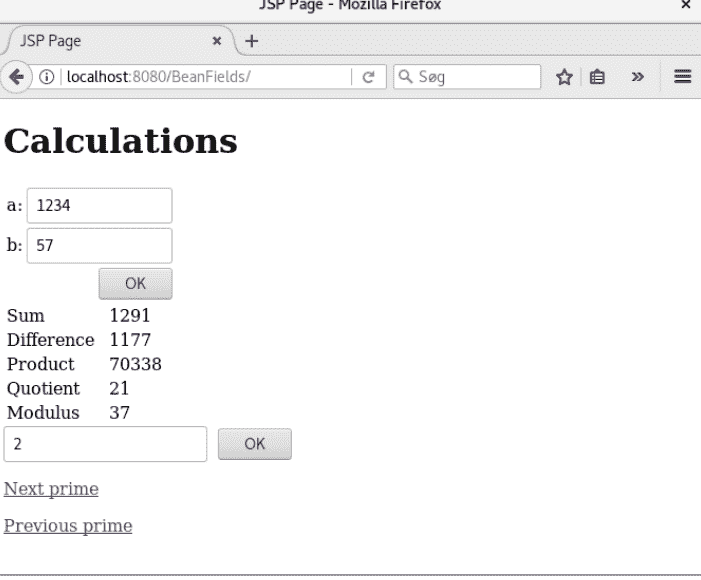 JSP Page - Mozilla Firefox
JSP Page
localhost:8080/BeanFields/
Søg
Calculations
a: 1234
b: 57
OK
Sum 1291
Difference 1177
Product 70338
Quotient 21
Modulus 37
2 OK
Next prime
Previous prime